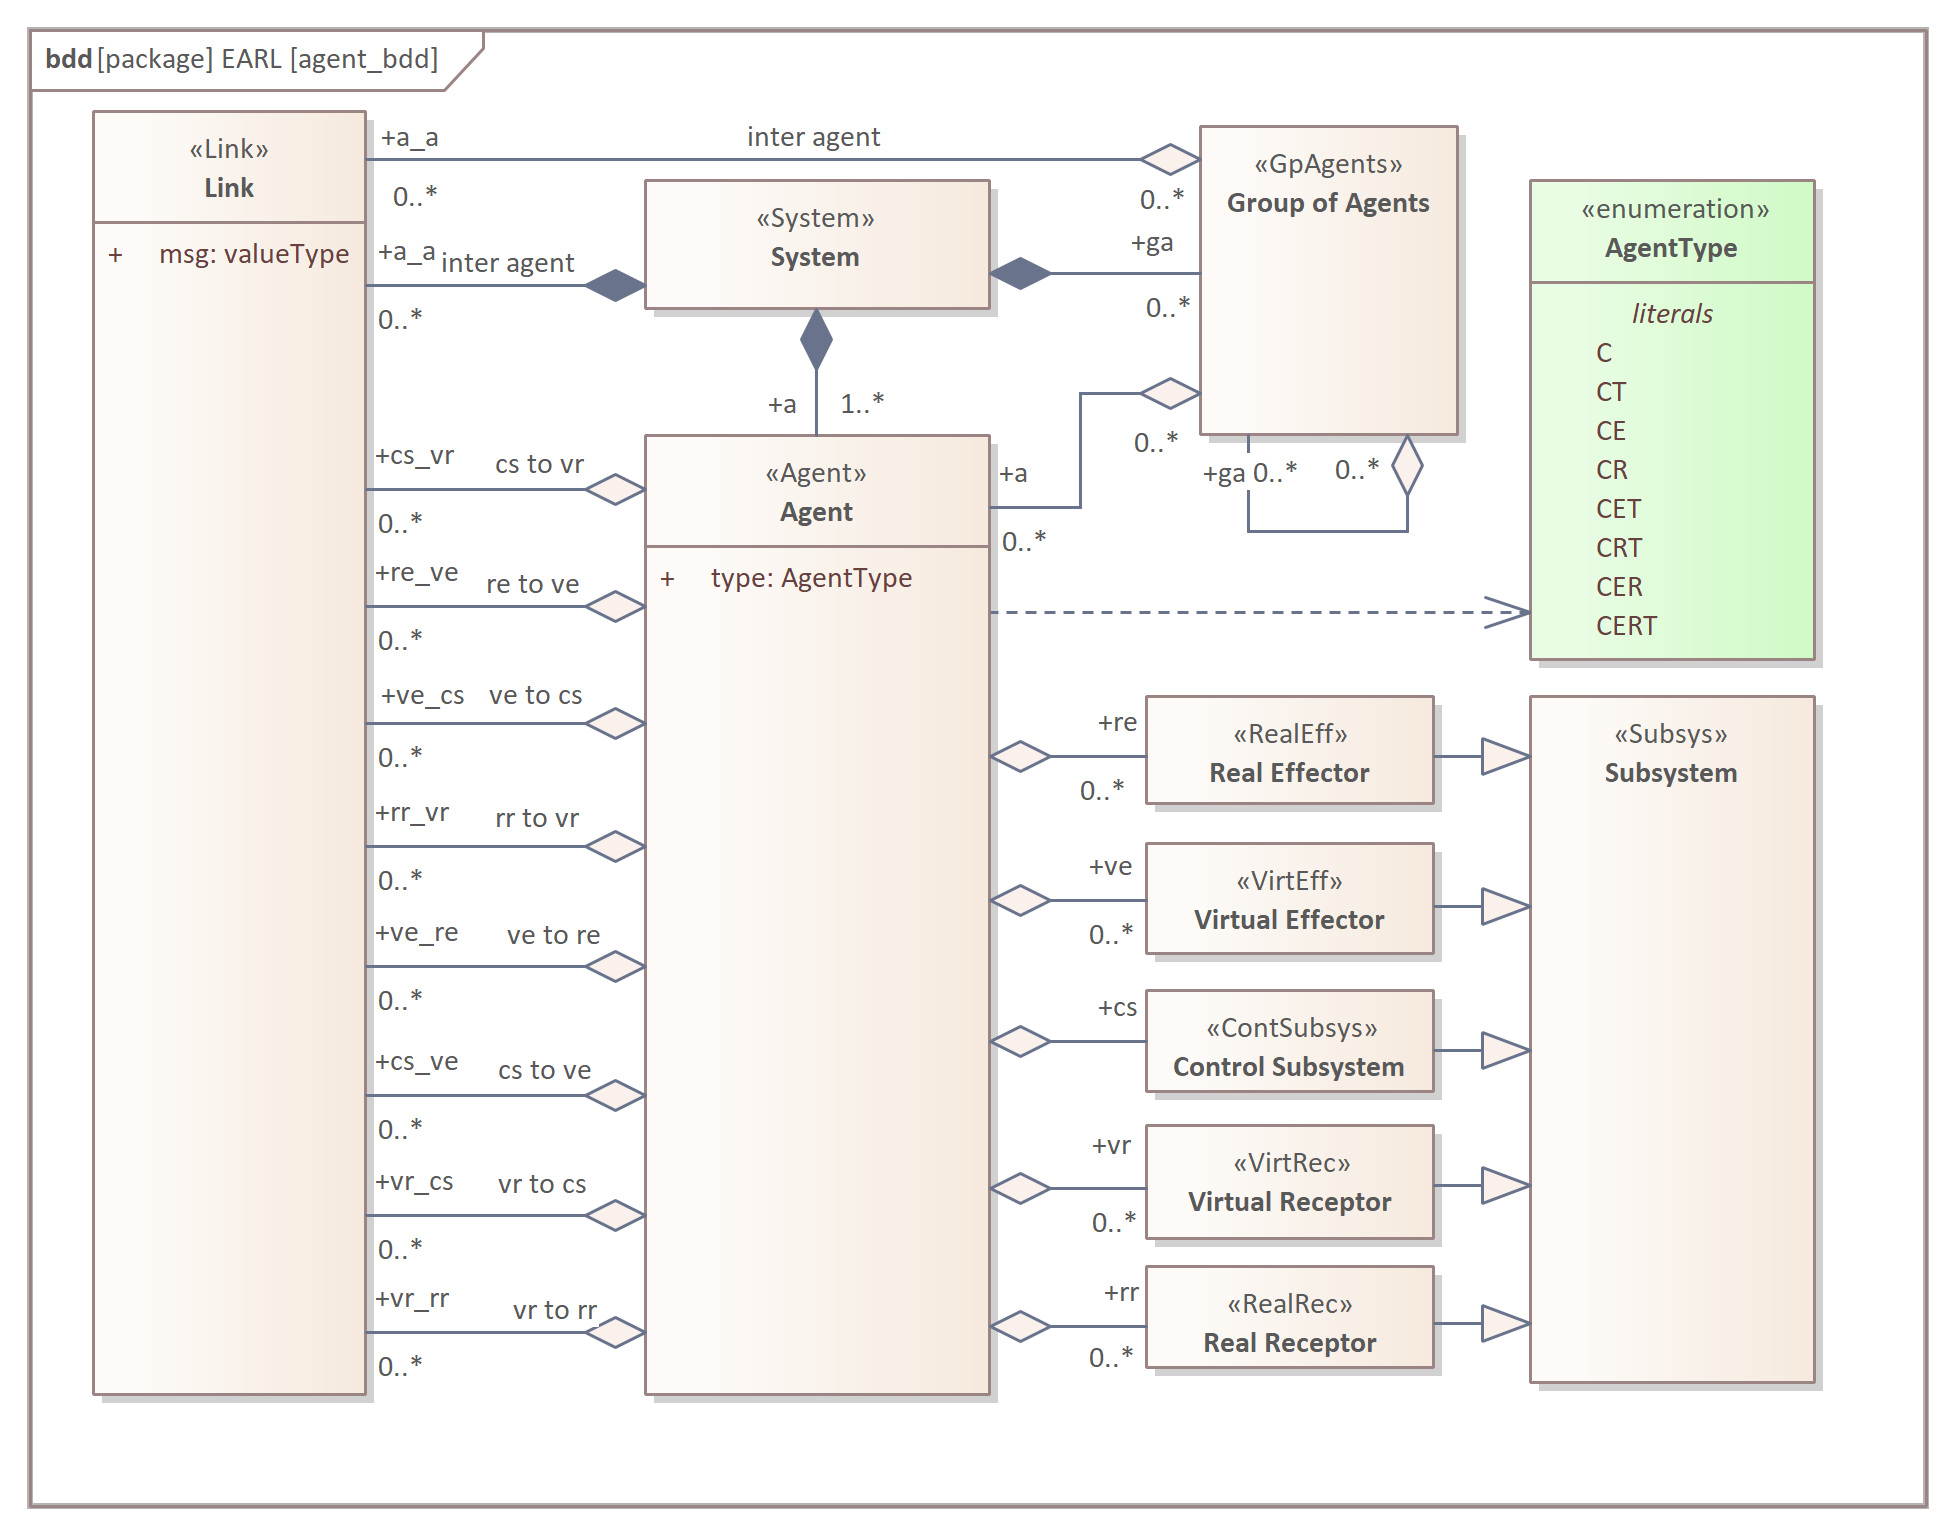 bdd [package] EARL [agent_bdd]
«Link»
Link
+ msg: valueType
+a_a
inter agent
0..*
0..*
+a_a
inter agent
0..*
«System»
System
«GpAgents»
Group of Agents
+ga
0..*
+a
1..*
0..*
+a
0..*
+ga 0..*
0..*
«enumeration»
AgentType
literals
C
CT
CE
CR
CET
CRT
CER
CERT
«Agent»
Agent
+ type: AgentType
+cs_vr
cs to vr
0..*
+re_ve
re to ve
0..*
+ve_cs
ve to cs
0..*
+rr_vr
rr to vr
0..*
+ve_re
ve to re
0..*
+cs_ve
cs to ve
0..*
+vr_cs
vr to cs
0..*
+vr_rr
vr to rr
0..*
+re
0..*
«RealEff»
Real Effector
+ve
0..*
«VirtEff»
Virtual Effector
+cs
«ContSubsys»
Control Subsystem
+vr
0..*
«VirtRec»
Virtual Receptor
+rr
0..*
«RealRec»
Real Receptor
«Subsys»
Subsystem